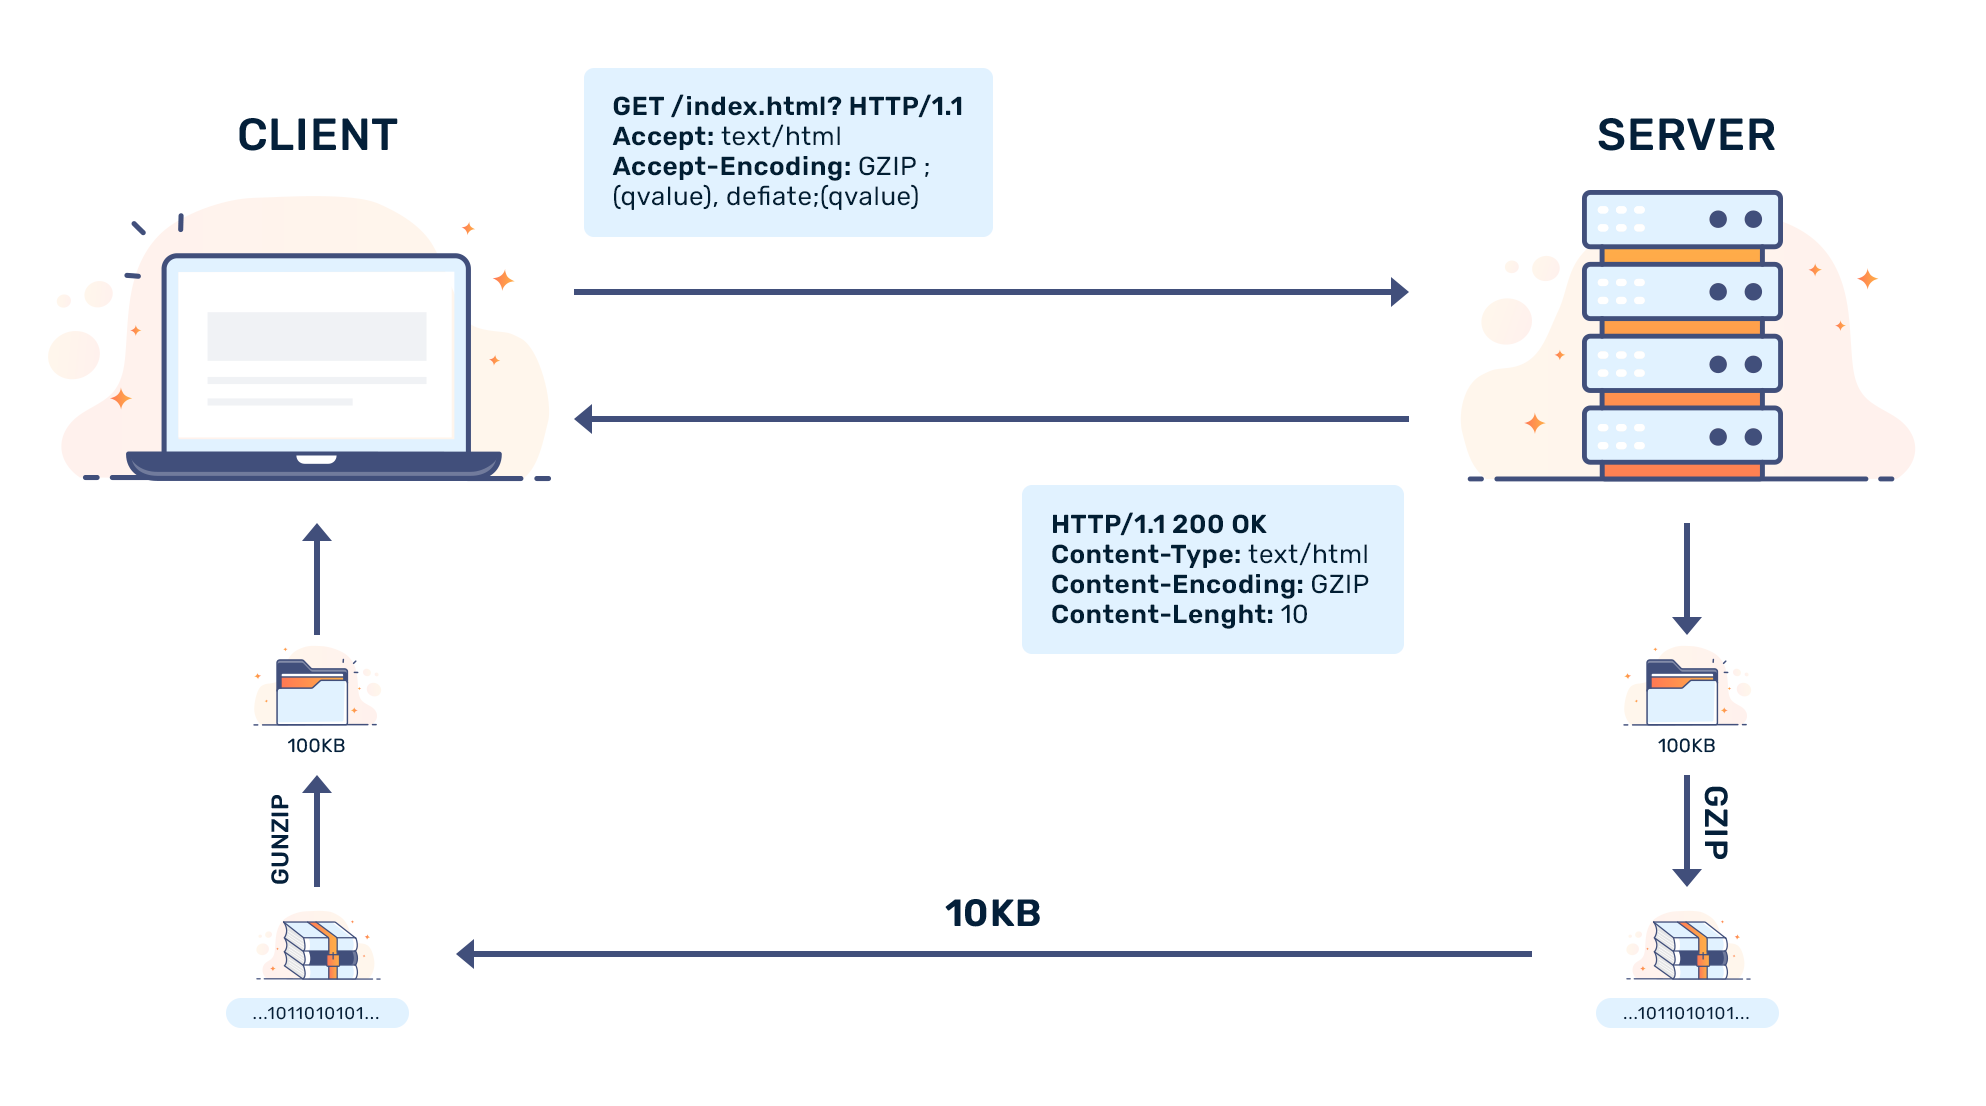 CLIENT
GET /index.html? HTTP/1.1
Accept: text/html
Accept-Encoding: GZIP ;
(qvalue), defiate;(qvalue)
SERVER
HTTP/1.1 200 OK
Content-Type: text/html
Content-Encoding: GZIP
Content-Lenght: 10
100KB
100KB
GUNZIP
GZIP
10KB
...1011010101...
...1011010101...